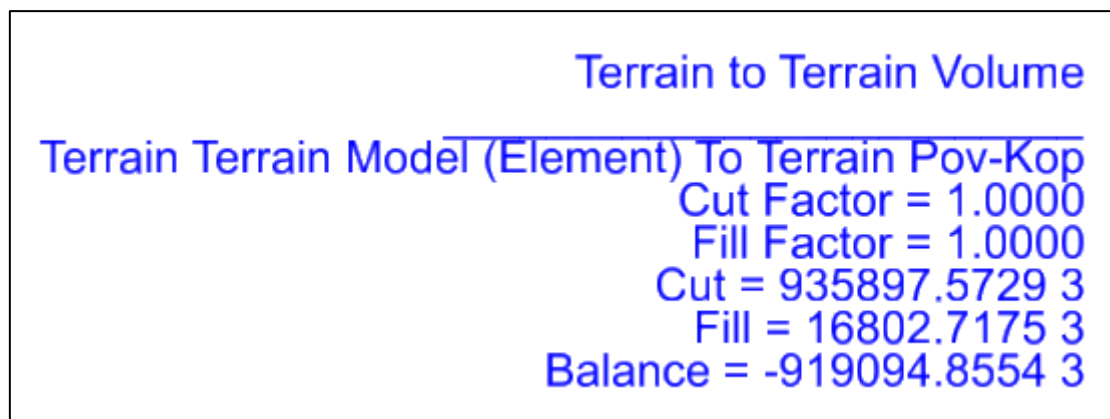 Terrain to Terrain Volume
Terrain Terrain Model (Element) To Terrain Pov-Kop
Cut Factor = 1.0000
Fill Factor = 1.0000
Cut = 935897.5729 3
Fill = 16802.7175 3
Balance = -919094.8554 3